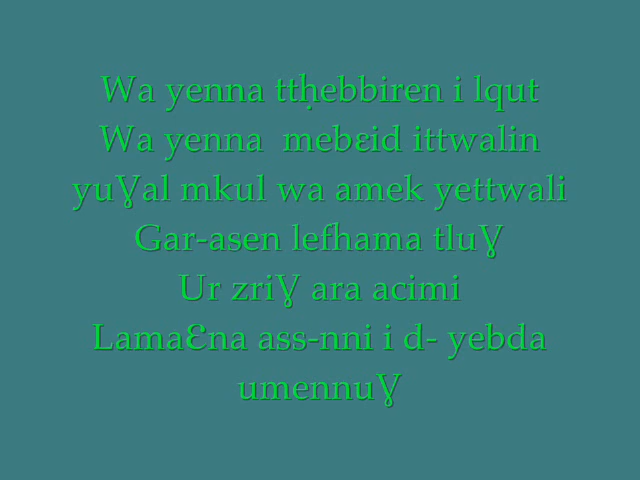 Wa yenna ttḥebbiren i lqut
Wa yenna mebɛid ittwalin
yuƔal mkul wa amek yettwali
Gar-asen lefhama tluƔ
Ur zriƔ ara acimi
LamaƐna ass-nni i d- yebda
umennuƔ